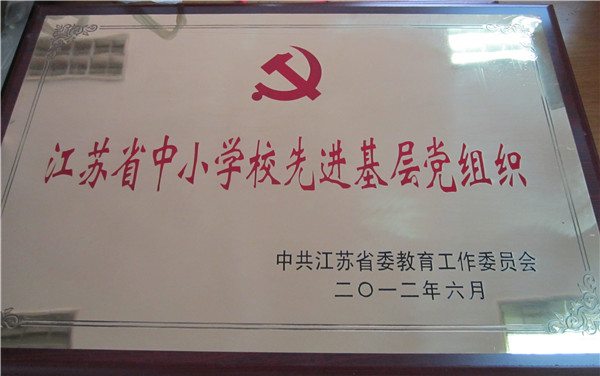 江苏省中小学校先进基层党组织
中共江苏省委教育工作委员会
二〇一二年六月